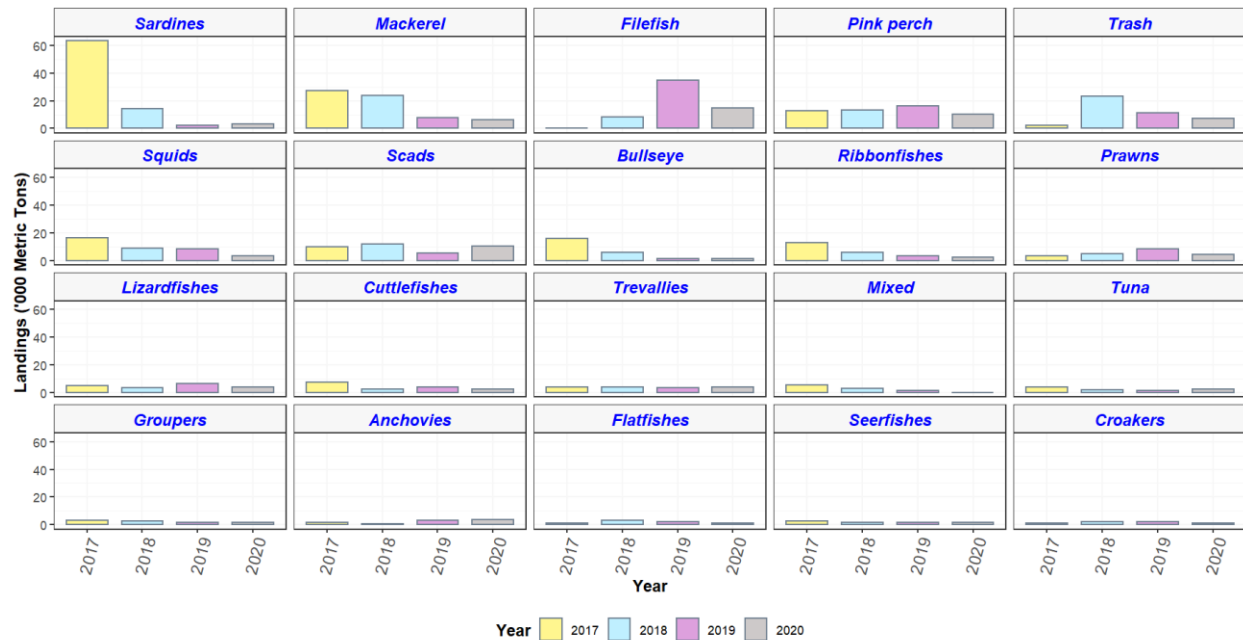 Sardines Mackerel Filefish Pink perch Trash
60
40
20
0
Squids Scads Bullseye Ribbonfishes Prawns
60
40
20
0
Lizardfishes Cuttlefishes Trevallies Mixed Tuna
60
40
20
0
Groupers Anchovies Flatfishes Seerfishes Croakers
60
40
20
0
Landings ('000 Metric Tons)
2017 2018 2019 2020 2017 2018 2019 2020 2017 2018 2019 2020 2017 2018 2019 2020 2017 2018 2019 2020
Year
Year 2017 2018 2019 2020